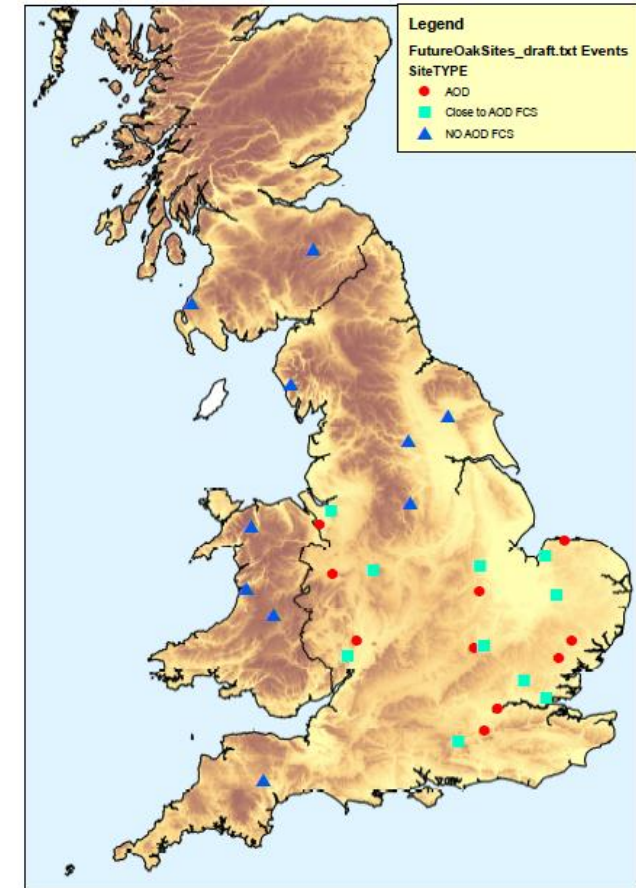 Legend
FutureOakSites_draft.txt Events
SiteTYPE
AOD
Close to AOD FCS
NO AOD FCS